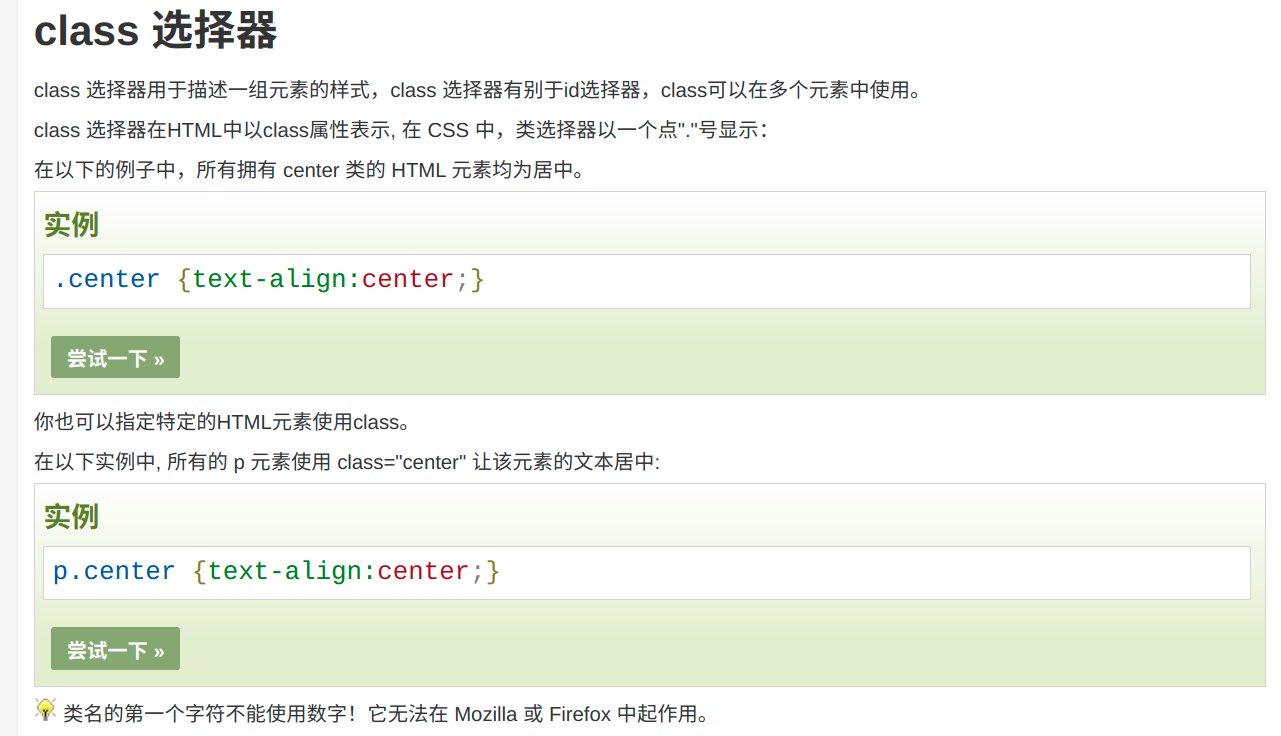 class 选择器
class 选择器用于描述一组元素的样式，class 选择器有别于id选择器，class可以在多个元素中使用。
class 选择器在HTML中以class属性表示, 在 CSS 中，类选择器以一个点"."号显示：
在以下的例子中，所有拥有 center 类的 HTML 元素均为居中。
实例
.center {text-align:center;}
尝试一下 »
你也可以指定特定的HTML元素使用class。
在以下实例中, 所有的 p 元素使用 class="center" 让该元素的文本居中:
实例
p.center {text-align:center;}
尝试一下 »
类名的第一个字符不能使用数字！它无法在 Mozilla 或 Firefox 中起作用。